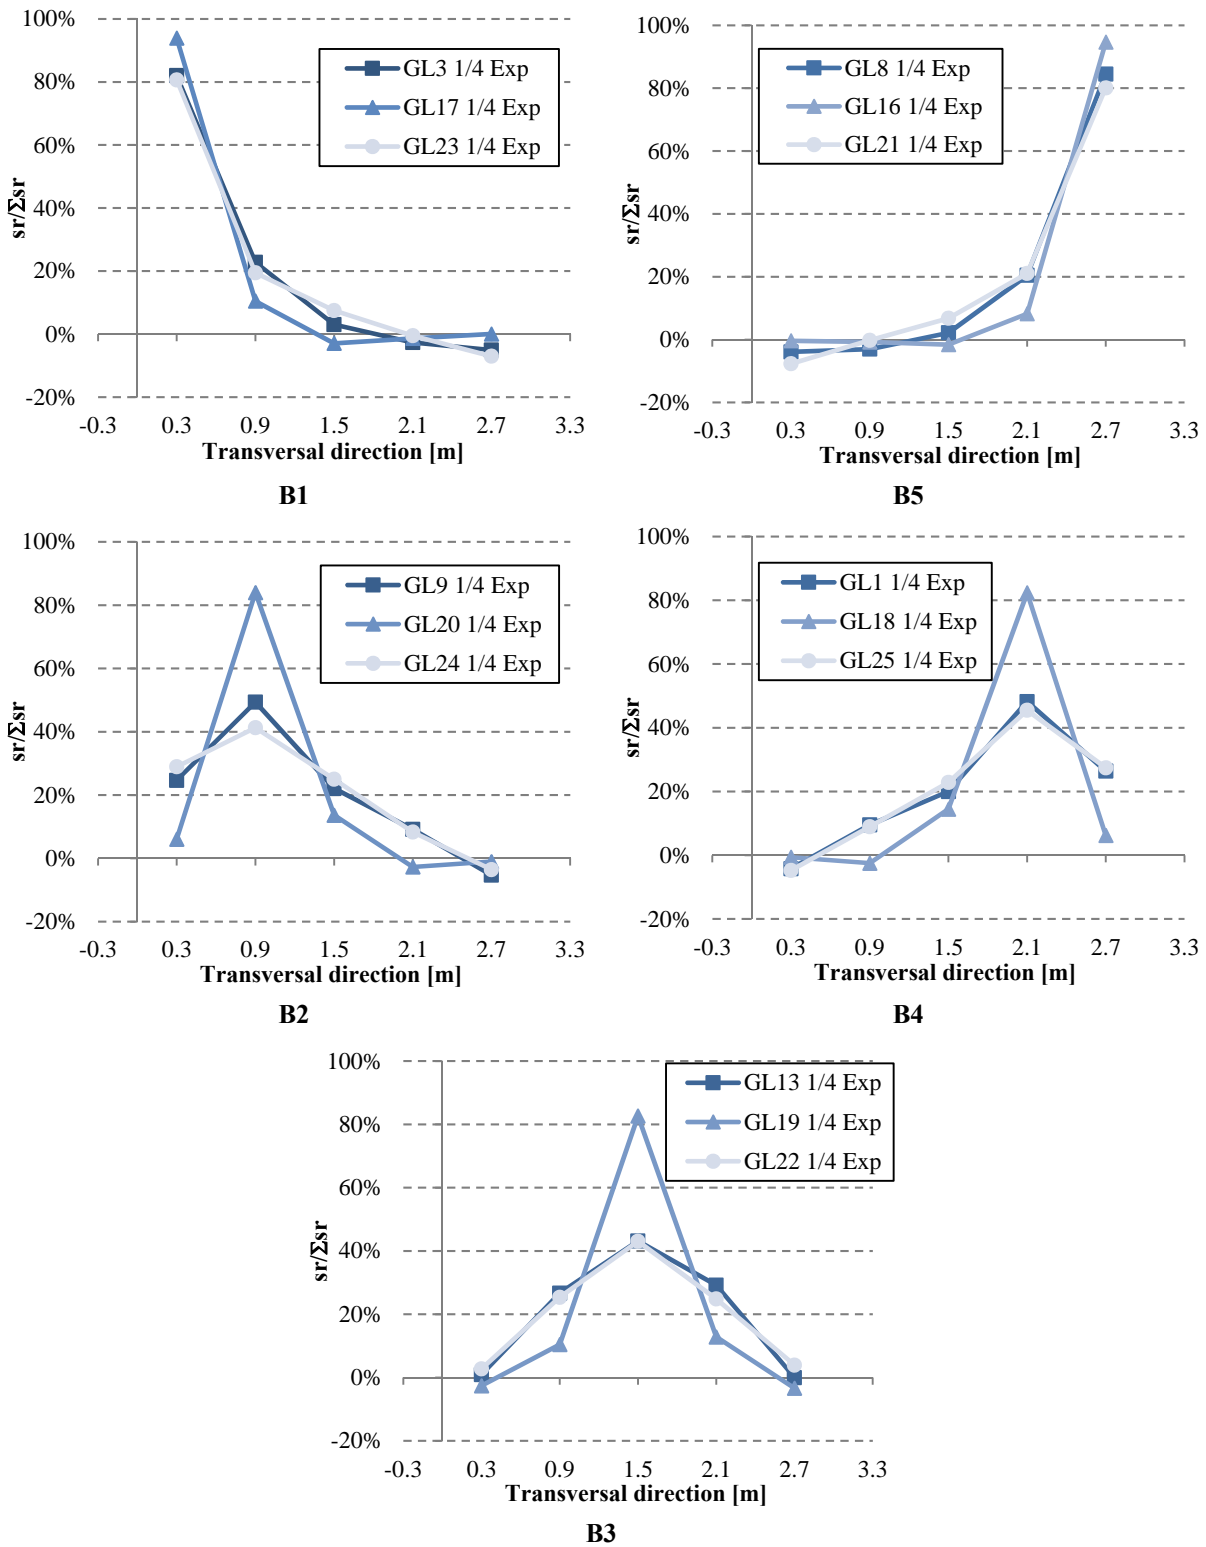 100%
80%
60%
40%
20%
0%
-20%
sr/Σsr
GL3 1/4 Exp
GL17 1/4 Exp
GL23 1/4 Exp
-0.3 0.3 0.9 1.5 2.1 2.7 3.3
Transversal direction [m]
B1
100%
80%
60%
40%
20%
0%
-20%
sr/Σsr
GL8 1/4 Exp
GL16 1/4 Exp
GL21 1/4 Exp
-0.3 0.3 0.9 1.5 2.1 2.7 3.3
Transversal direction [m]
B5
100%
80%
60%
40%
20%
0%
-20%
sr/Σsr
GL9 1/4 Exp
GL20 1/4 Exp
GL24 1/4 Exp
-0.3 0.3 0.9 1.5 2.1 2.7 3.3
Transversal direction [m]
B2
100%
80%
60%
40%
20%
0%
-20%
sr/Σsr
GL1 1/4 Exp
GL18 1/4 Exp
GL25 1/4 Exp
-0.3 0.3 0.9 1.5 2.1 2.7 3.3
Transversal direction [m]
B4
100%
80%
60%
40%
20%
0%
-20%
sr/Σsr
GL13 1/4 Exp
GL19 1/4 Exp
GL22 1/4 Exp
-0.3 0.3 0.9 1.5 2.1 2.7 3.3
Transversal direction [m]
B3